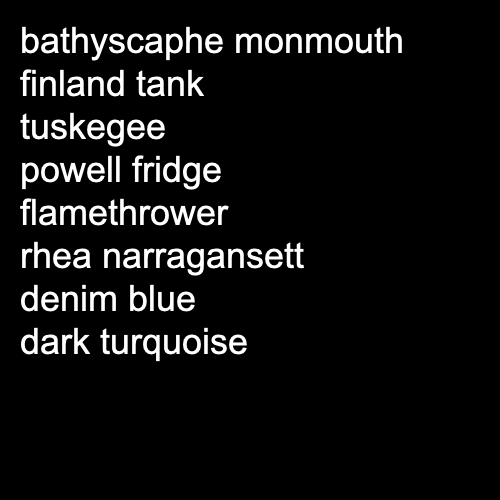 bathyscaphe monmouth
finland tank
tuskegee
powell fridge
flamethrower
rhea narragansett
denim blue
dark turquoise